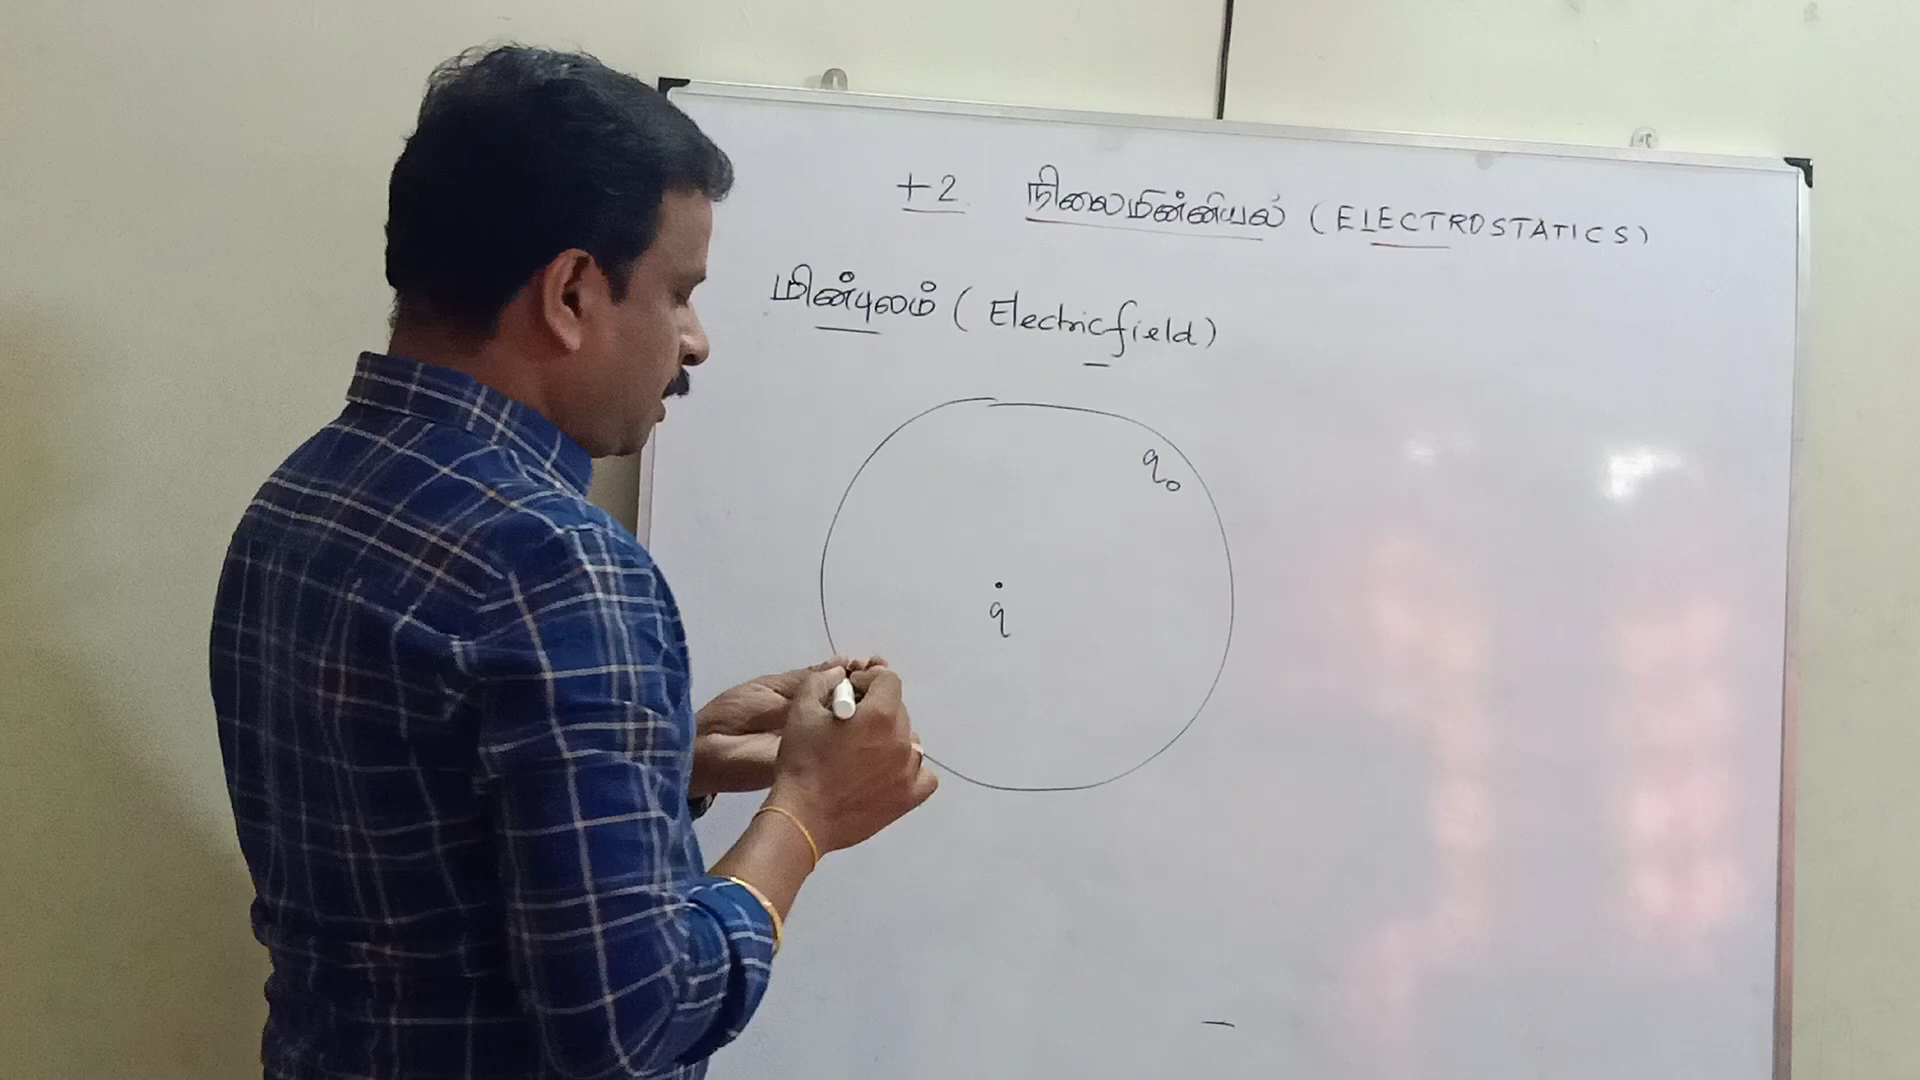 +2 நிலைமின்னியல் (ELECTROSTATICS)
மின்புலம் (Electric field)
q₀
q